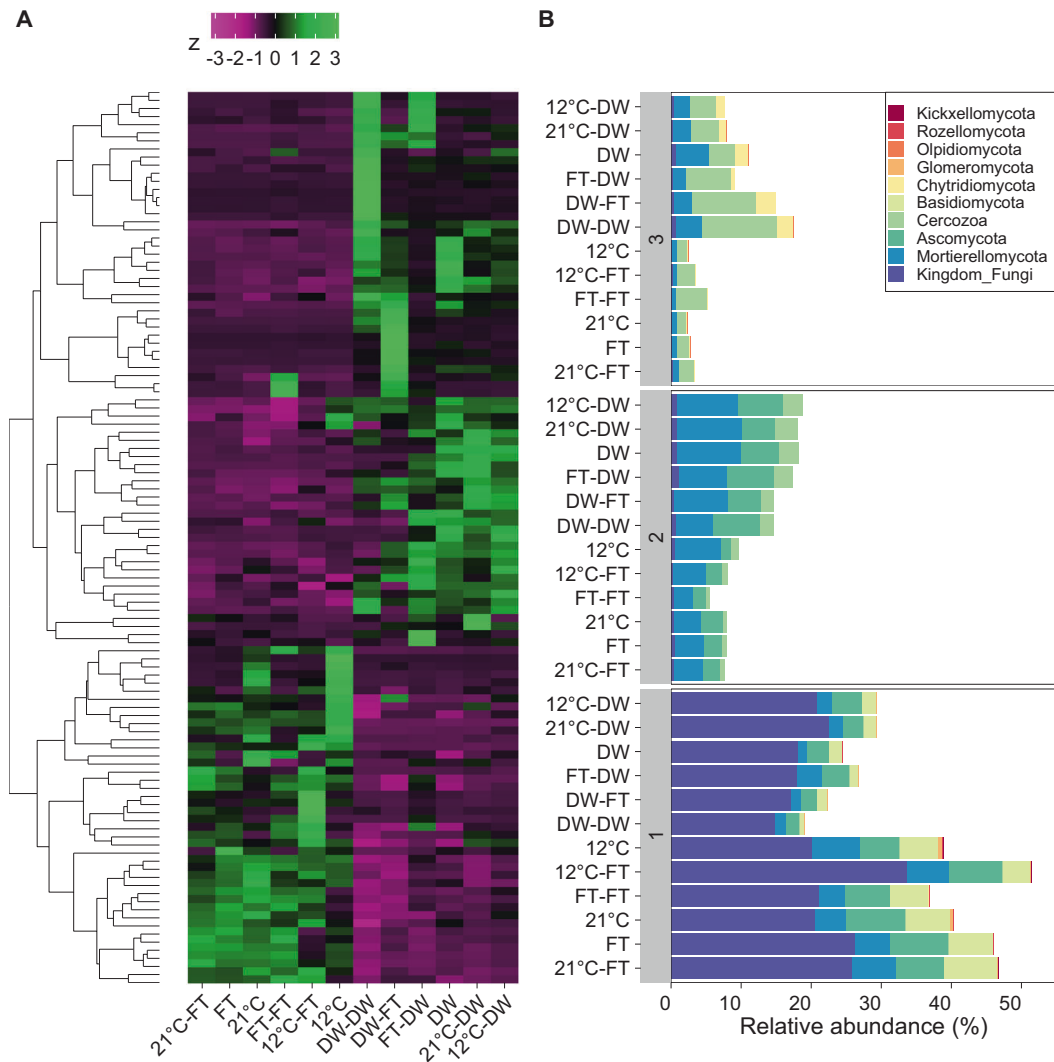 A
z
-3 -2 -1 0 1 2 3
21°C-FT
FT
21°C
FT-FT
12°C-FT
12°C
DW-DW
DW-FT
FT-DW
DW
21°C-DW
12°C-DW
B
3
12°C-DW
21°C-DW
DW
FT-DW
DW-FT
DW-DW
12°C
12°C-FT
FT-FT
21°C
FT
21°C-FT
Kickxellomycota
Rozellomycota
Olpidiomycota
Glomeromycota
Chytridiomycota
Basidiomycota
Cercozoa
Ascomycota
Mortierellomycota
Kingdom_Fungi
2
12°C-DW
21°C-DW
DW
FT-DW
DW-FT
DW-DW
12°C
12°C-FT
FT-FT
21°C
FT
21°C-FT
1
12°C-DW
21°C-DW
DW
FT-DW
DW-FT
DW-DW
12°C
12°C-FT
FT-FT
21°C
FT
21°C-FT
0 10 20 30 40 50
Relative abundance (%)